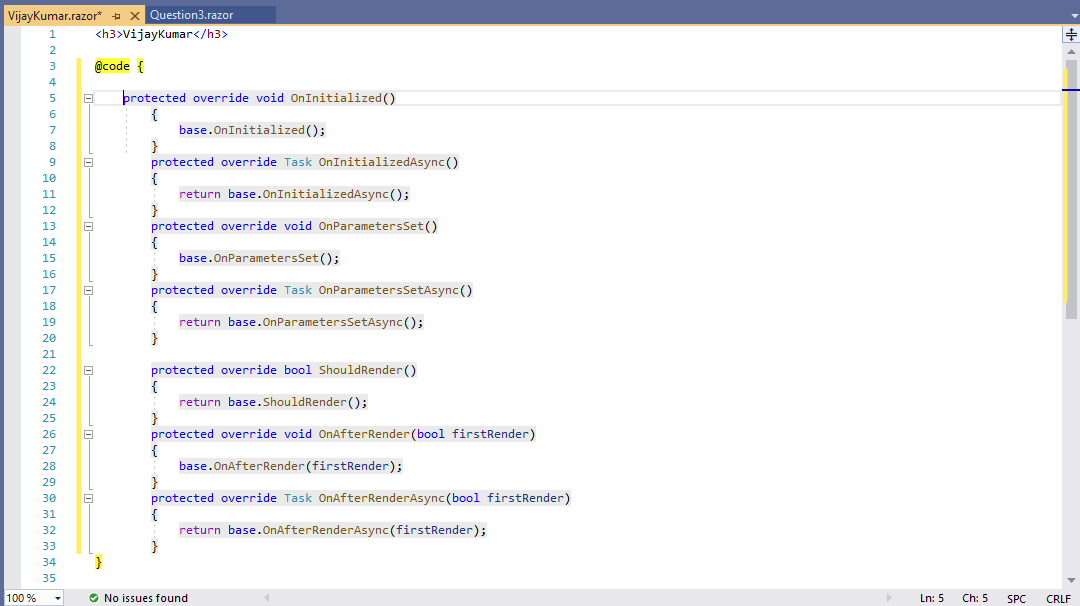 VijayKumar.razor* Question3.razor
1 <h3>VijayKumar</h3>
2
3 @code {
4
5 protected override void OnInitialized()
6 {
7 base.OnInitialized();
8 }
9 protected override Task OnInitializedAsync()
10 {
11 return base.OnInitializedAsync();
12 }
13 protected override void OnParametersSet()
14 {
15 base.OnParametersSet();
16 }
17 protected override Task OnParametersSetAsync()
18 {
19 return base.OnParametersSetAsync();
20 }
21
22 protected override bool ShouldRender()
23 {
24 return base.ShouldRender();
25 }
26 protected override void OnAfterRender(bool firstRender)
27 {
28 base.OnAfterRender(firstRender);
29 }
30 protected override Task OnAfterRenderAsync(bool firstRender)
31 {
32 return base.OnAfterRenderAsync(firstRender);
33 }
34 }
35
100 % No issues found Ln: 5 Ch: 5 SPC CRLF